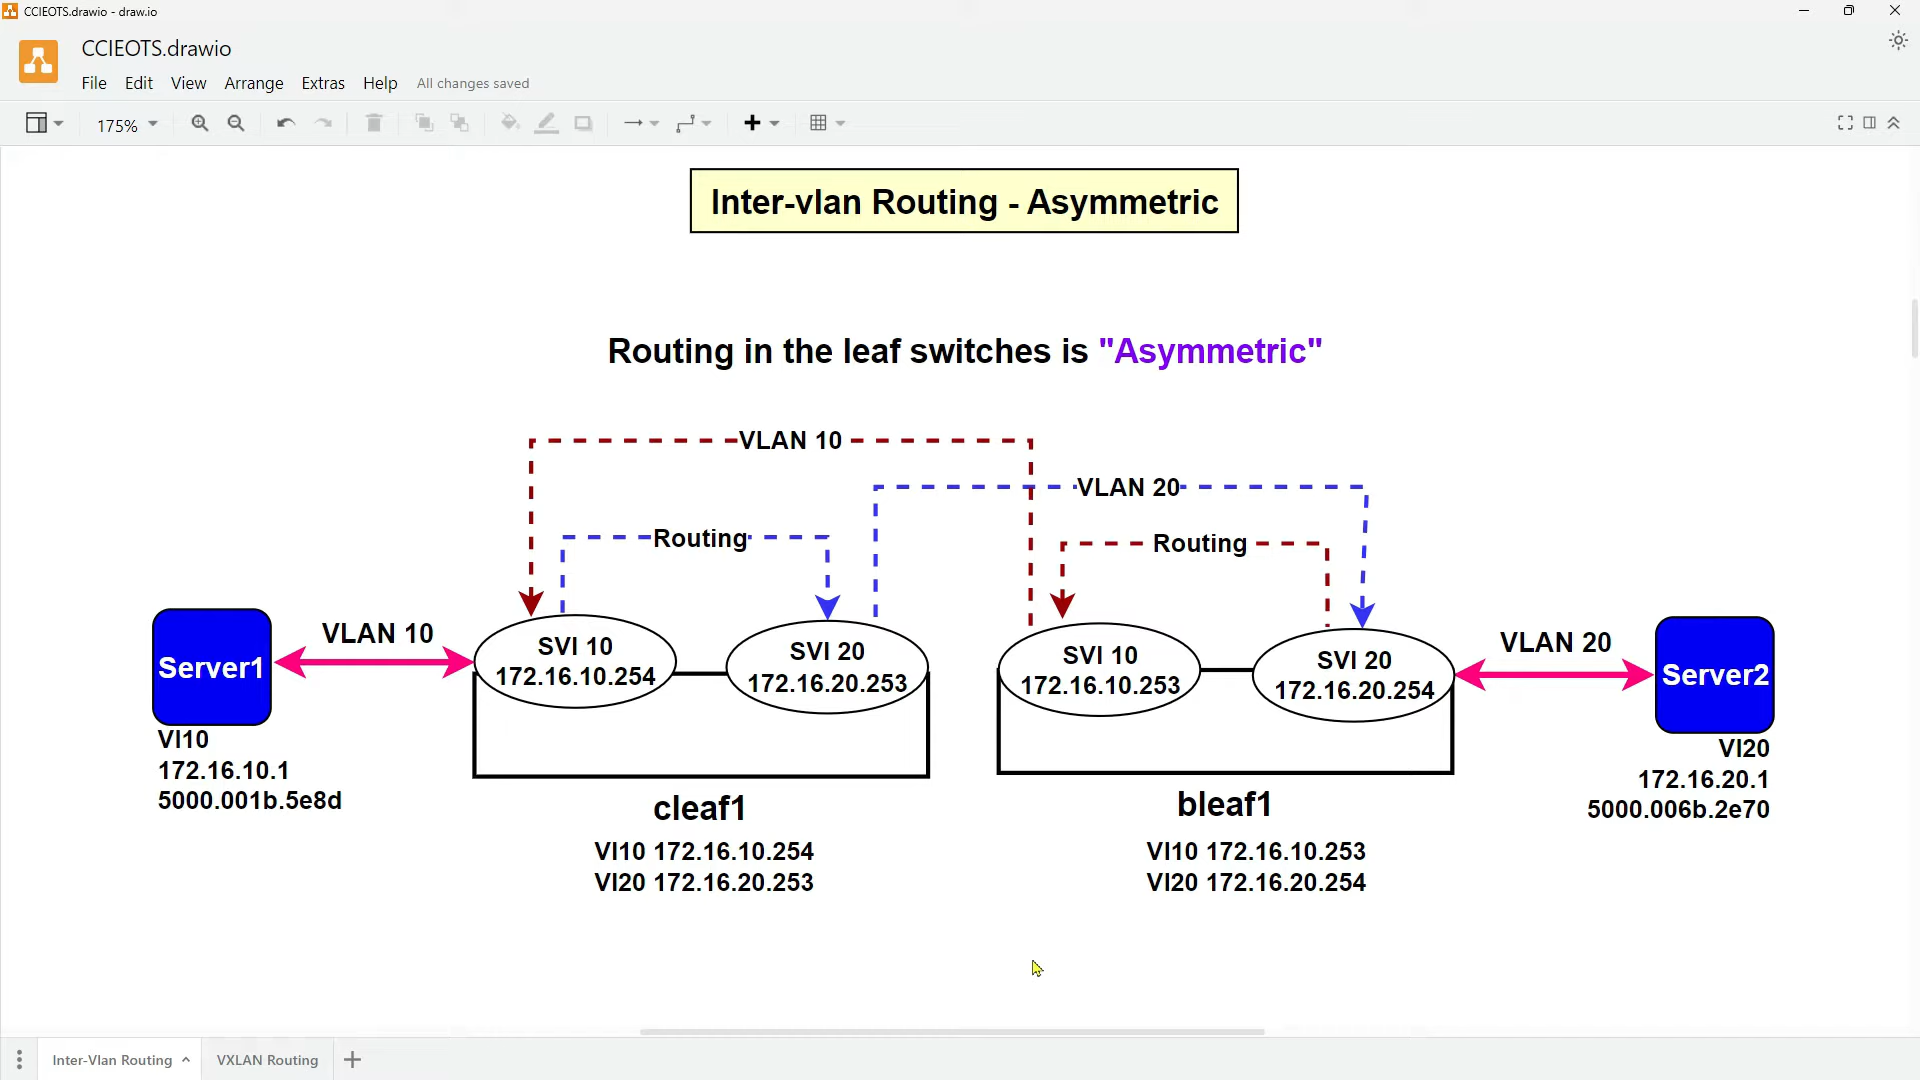 CCIEOTS.drawio - draw.io
CCIEOTS.drawio
File Edit View Arrange Extras Help All changes saved
175%
Inter-vlan Routing - Asymmetric
Routing in the leaf switches is "Asymmetric"
VLAN 10
VLAN 20
Routing
Routing
Server1
VLAN 10
SVI 10
172.16.10.254
SVI 20
172.16.20.253
SVI 10
172.16.10.253
SVI 20
172.16.20.254
VLAN 20
Server2
Vl10
172.16.10.1
5000.001b.5e8d
cleaf1
Vl10 172.16.10.254
Vl20 172.16.20.253
bleaf1
Vl10 172.16.10.253
Vl20 172.16.20.254
Vl20
172.16.20.1
5000.006b.2e70
Inter-Vlan Routing
VXLAN Routing